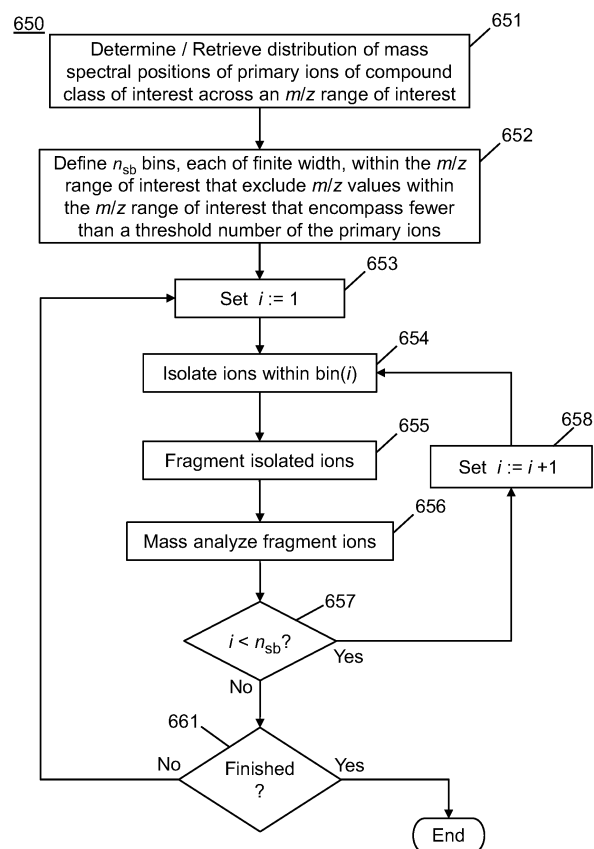 650
651
Determine / Retrieve distribution of mass
spectral positions of primary ions of compound
class of interest across an m/z range of interest
652
Define nsb bins, each of finite width, within the m/z
range of interest that exclude m/z values within
the m/z range of interest that encompass fewer
than a threshold number of the primary ions
653
Set i := 1
654
Isolate ions within bin(i)
655
Fragment isolated ions
658
Set i := i +1
656
Mass analyze fragment ions
657
i < nsb?
Yes
No
661
No
Finished
?
Yes
End